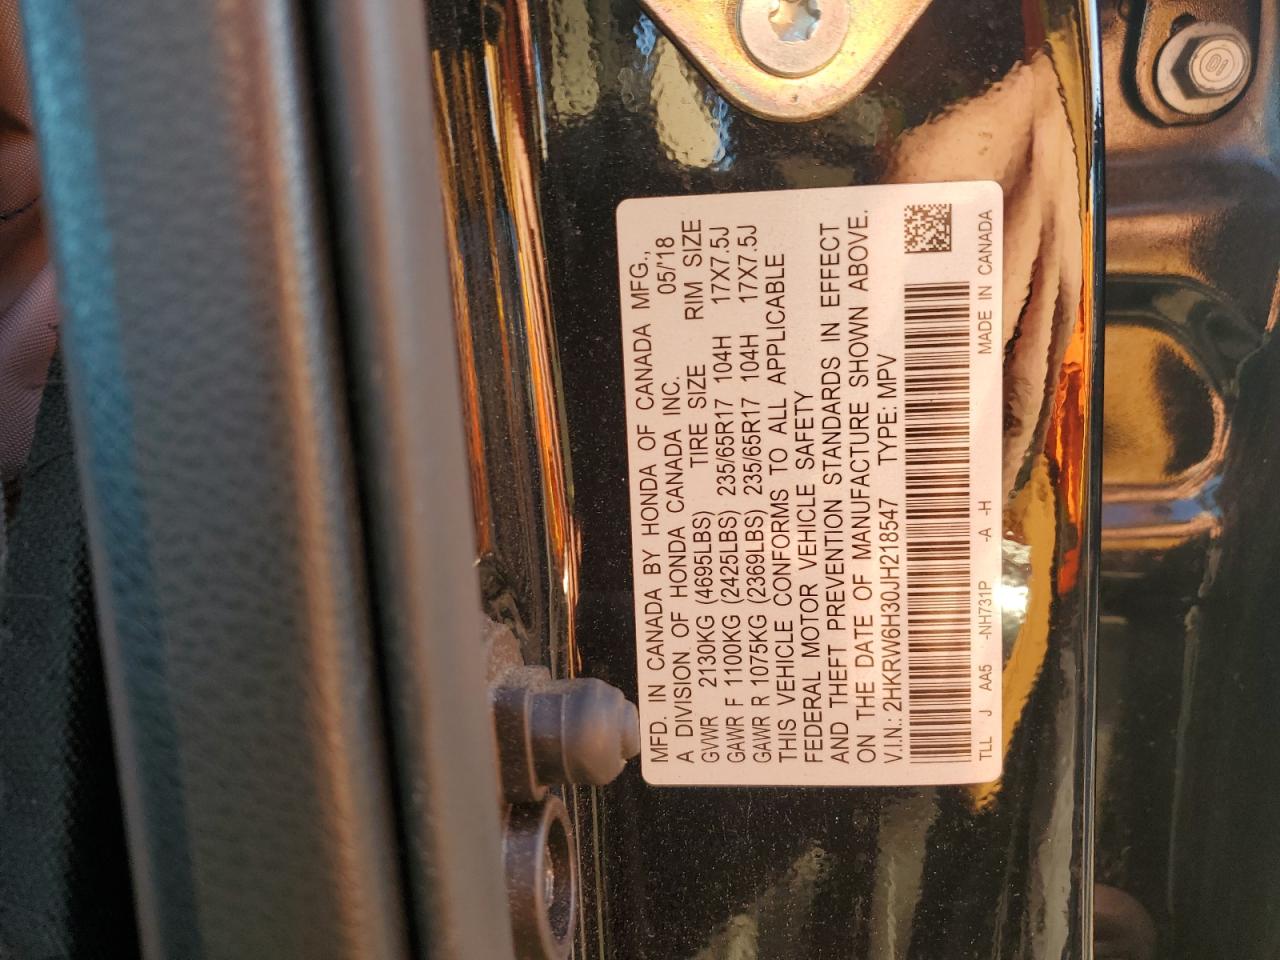 MFD. IN CANADA BY HONDA OF CANADA MFG.,
A DIVISION OF HONDA CANADA INC. 05/'18
GVWR 2130KG (4695LBS) TIRE SIZE RIM SIZE
GAWR F 1100KG (2425LBS) 235/65R17 104H 17X7.5J
GAWR R 1075KG (2369LBS) 235/65R17 104H 17X7.5J
THIS VEHICLE CONFORMS TO ALL APPLICABLE
FEDERAL MOTOR VEHICLE SAFETY
AND THEFT PREVENTION STANDARDS IN EFFECT
ON THE DATE OF MANUFACTURE SHOWN ABOVE.
V.I.N.: 2HKRW6H30JH218547 TYPE: MPV
TLL J AA5 -NH731P -A -H MADE IN CANADA